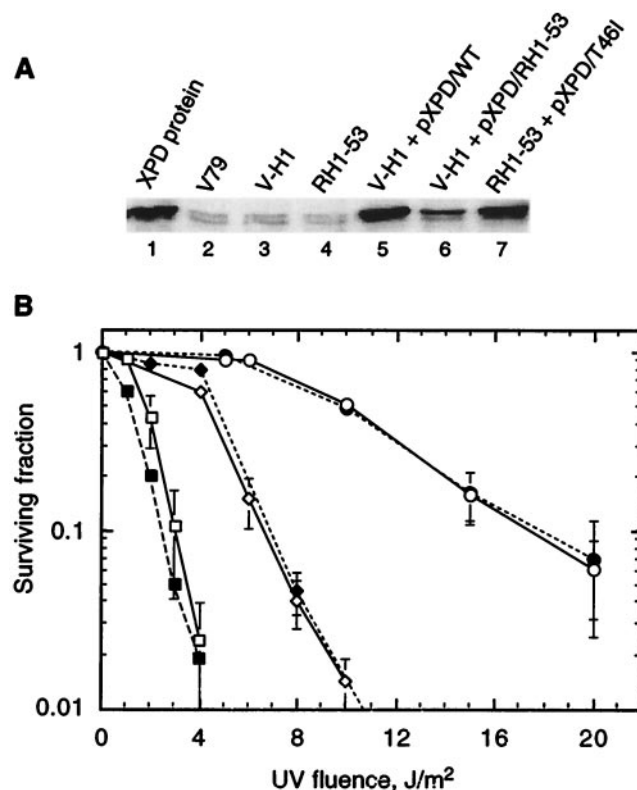 A
XPD protein
V79
V-H1
RH1-53
V-H1 + pXPD/WT
V-H1 + pXPD/RH1-53
RH1-53 + pXPD/T46I
1 2 3 4 5 6 7
B
Surviving fraction
1
0.1
0.01
0 4 8 12 16 20
UV fluence, J/m²